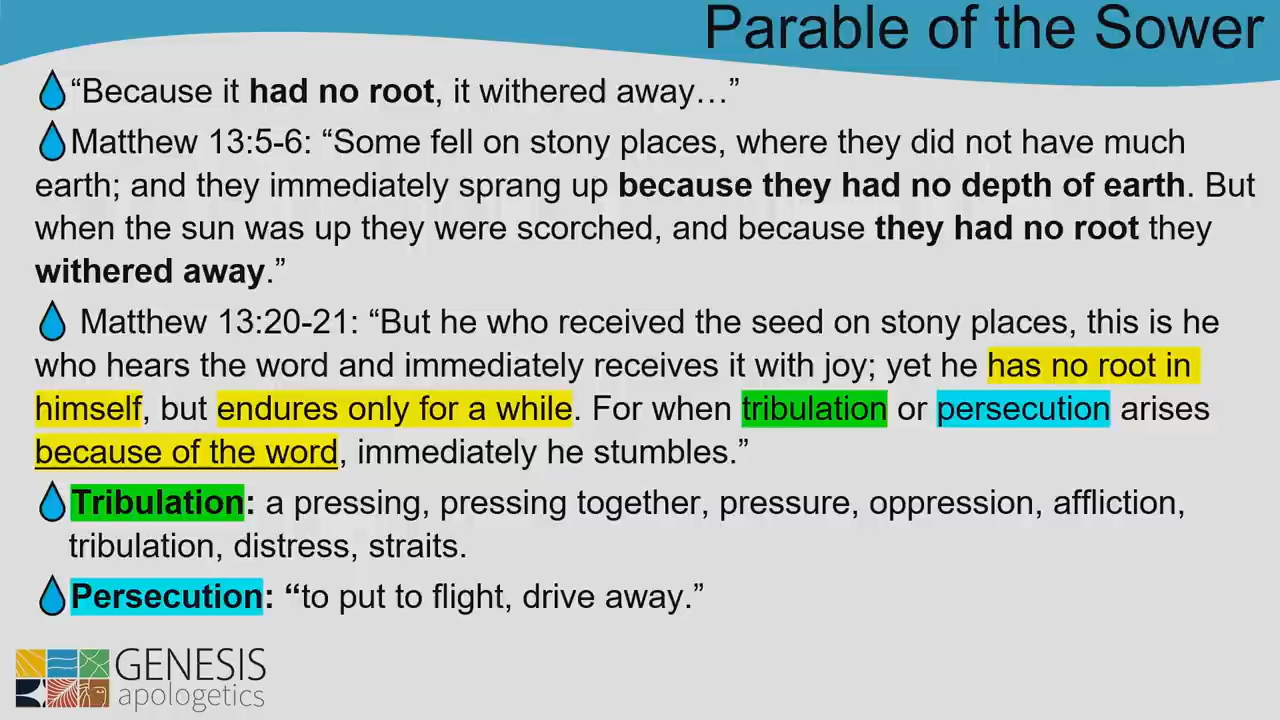 Parable of the Sower
“Because it had no root, it withered away…”
Matthew 13:5-6: “Some fell on stony places, where they did not have much
earth; and they immediately sprang up because they had no depth of earth. But
when the sun was up they were scorched, and because they had no root they
withered away.”
Matthew 13:20-21: “But he who received the seed on stony places, this is he
who hears the word and immediately receives it with joy; yet he has no root in
himself, but endures only for a while. For when tribulation or persecution arises
because of the word, immediately he stumbles.”
Tribulation: a pressing, pressing together, pressure, oppression, affliction,
tribulation, distress, straits.
Persecution: “to put to flight, drive away.”
GENESIS
apologetics